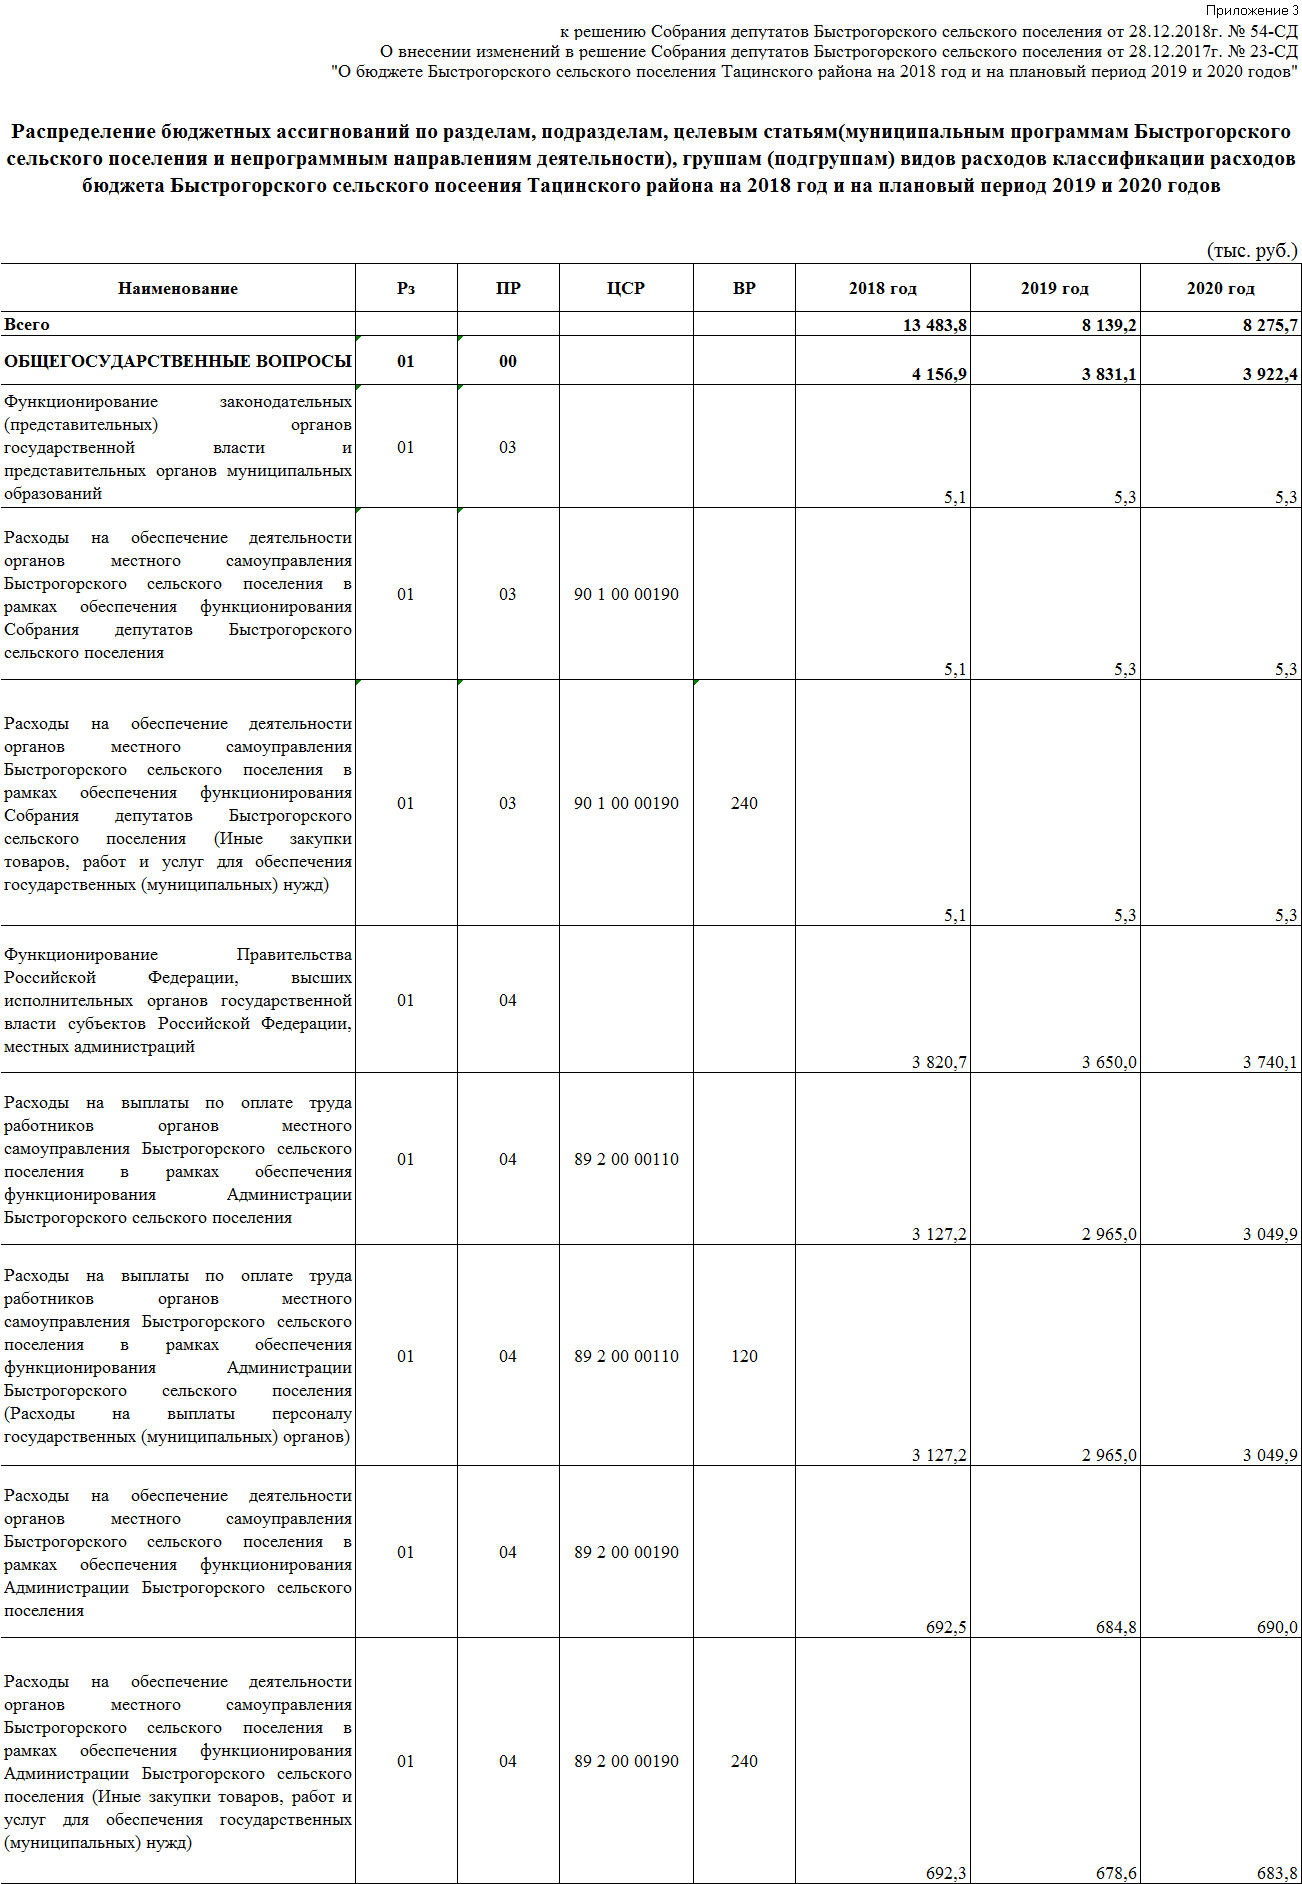 Приложение 3
к решению Собрания депутатов Быстрогорского сельского поселения от 28.12.2018г. № 54-СД
О внесении изменений в решение Собрания депутатов Быстрогорского сельского поселения от 28.12.2017г. № 23-СД
"О бюджете Быстрогорского сельского поселения Тацинского района на 2018 год и на плановый период 2019 и 2020 годов"
Распределение бюджетных ассигнований по разделам, подразделам, целевым статьям(муниципальным программам Быстрогорского
сельского поселения и непрограммным направлениям деятельности), группам (подгруппам) видов расходов классификации расходов
бюджета Быстрогорского сельского посеения Тацинского района на 2018 год и на плановый период 2019 и 2020 годов
(тыс. руб.)
Наименование Рз ПР ЦСР ВР 2018 год 2019 год 2020 год
Всего 13 483,8 8 139,2 8 275,7
ОБЩЕГОСУДАРСТВЕННЫЕ ВОПРОСЫ 01 00 4 156,9 3 831,1 3 922,4
Функционирование законодательных
(представительных) органов
государственной власти и
представительных органов муниципальных
образований
01 03 5,1 5,3 5,3
Расходы на обеспечение деятельности
органов местного самоуправления
Быстрогорского сельского поселения в
рамках обеспечения функционирования
Собрания депутатов Быстрогорского
сельского поселения
01 03 90 1 00 00190 5,1 5,3 5,3
Расходы на обеспечение деятельности
органов местного самоуправления
Быстрогорского сельского поселения в
рамках обеспечения функционирования
Собрания депутатов Быстрогорского
сельского поселения (Иные закупки
товаров, работ и услуг для обеспечения
государственных (муниципальных) нужд)
01 03 90 1 00 00190 240 5,1 5,3 5,3
Функционирование Правительства
Российской Федерации, высших
исполнительных органов государственной
власти субъектов Российской Федерации,
местных администраций
01 04 3 820,7 3 650,0 3 740,1
Расходы на выплаты по оплате труда
работников органов местного
самоуправления Быстрогорского сельского
поселения в рамках обеспечения
функционирования Администрации
Быстрогорского сельского поселения
01 04 89 2 00 00110 3 127,2 2 965,0 3 049,9
Расходы на выплаты по оплате труда
работников органов местного
самоуправления Быстрогорского сельского
поселения в рамках обеспечения
функционирования Администрации
Быстрогорского сельского поселения
(Расходы на выплаты персоналу
государственных (муниципальных) органов)
01 04 89 2 00 00110 120 3 127,2 2 965,0 3 049,9
Расходы на обеспечение деятельности
органов местного самоуправления
Быстрогорского сельского поселения в
рамках обеспечения функционирования
Администрации Быстрогорского сельского
поселения
01 04 89 2 00 00190 692,5 684,8 690,0
Расходы на обеспечение деятельности
органов местного самоуправления
Быстрогорского сельского поселения в
рамках обеспечения функционирования
Администрации Быстрогорского сельского
поселения (Иные закупки товаров, работ и
услуг для обеспечения государственных
(муниципальных) нужд)
01 04 89 2 00 00190 240 692,3 678,6 683,8